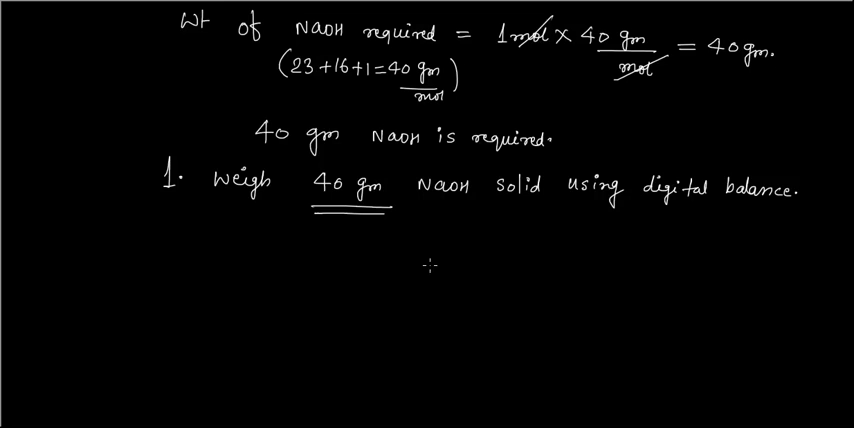 Wt of NaOH required = 1 mol × 40 gm/mol = 40 gm.
(23+16+1=40 gm/mol)
40 gm NaOH is required.
1. Weigh 40 gm NaOH solid using digital balance.